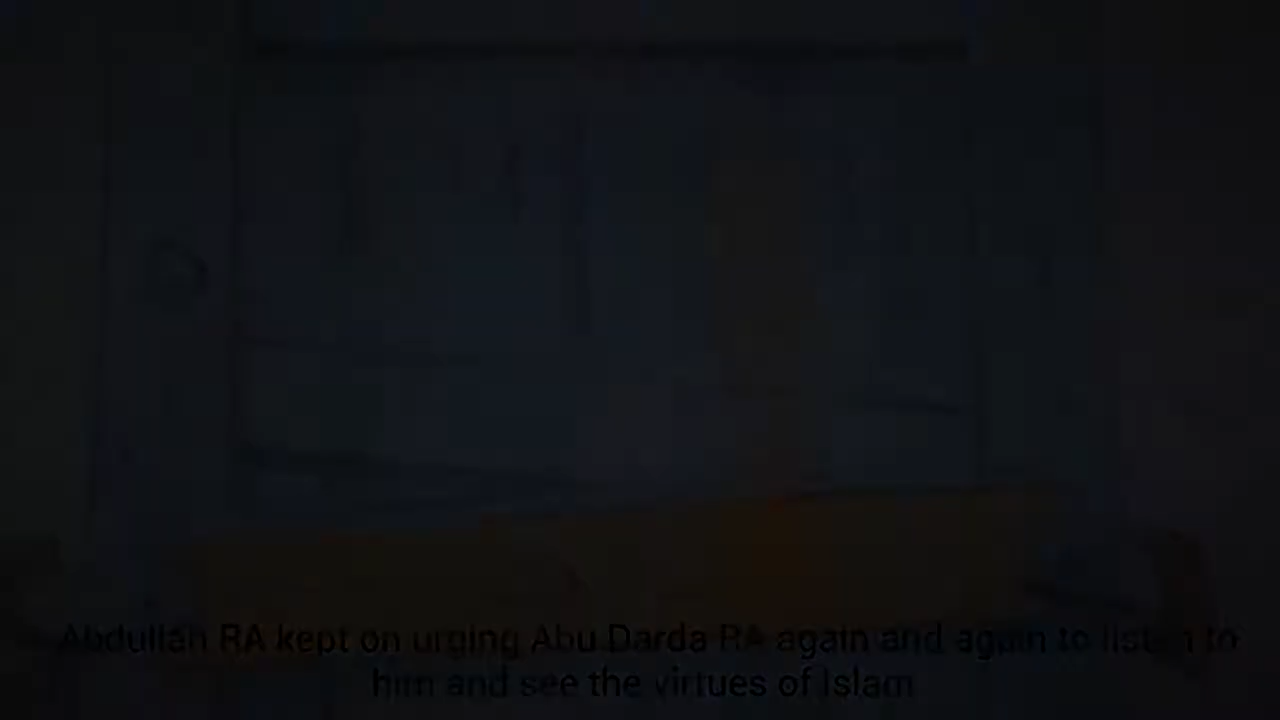 Abdullah RA kept on urging Abu Darda RA again and again to listen to
him and see the virtues of Islam